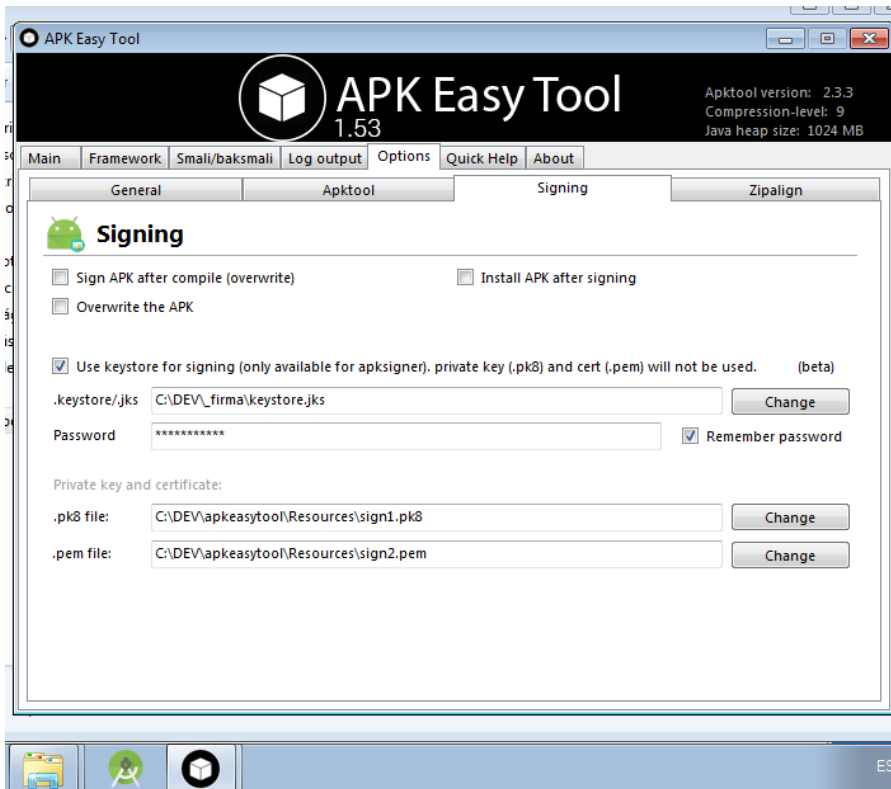 APK Easy Tool
APK Easy Tool
1.53
Apktool version: 2.3.3
Compression-level: 9
Java heap size: 1024 MB
Main Framework Smali/baksmali Log output Options Quick Help About
General Apktool Signing Zipalign
Signing
Sign APK after compile (overwrite) Install APK after signing
Overwrite the APK
Use keystore for signing (only available for apksigner). private key (.pk8) and cert (.pem) will not be used. (beta)
.keystore/.jks C:\DEV\_firma\keystore.jks Change
Password *********** Remember password
Private key and certificate:
.pk8 file: C:\DEV\apkeasytool\Resources\sign1.pk8 Change
.pem file: C:\DEV\apkeasytool\Resources\sign2.pem Change
ES